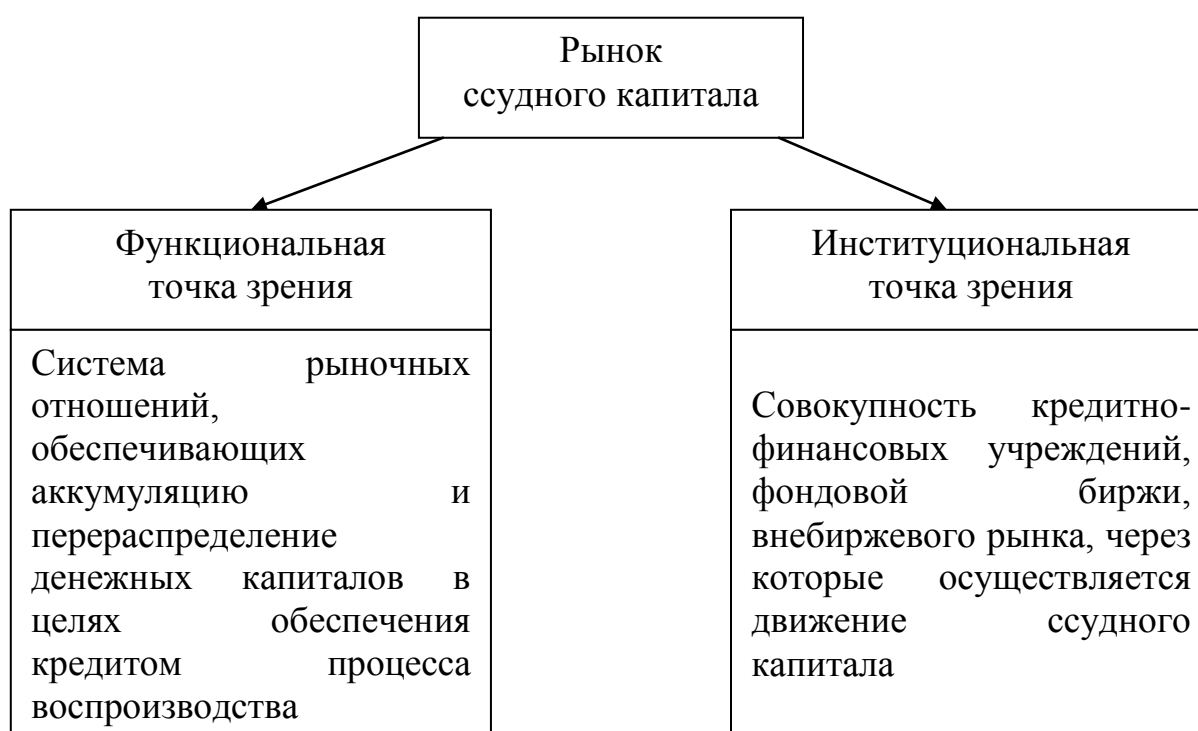 Рынок
ссудного капитала
Функциональная
точка зрения
Система рыночных
отношений,
обеспечивающих
аккумуляцию и
перераспределение
денежных капиталов в
целях обеспечения
кредитом процесса
воспроизводства
Институциональная
точка зрения
Совокупность кредитно-
финансовых учреждений,
фондовой биржи,
внебиржевого рынка, через
которые осуществляется
движение ссудного
капитала